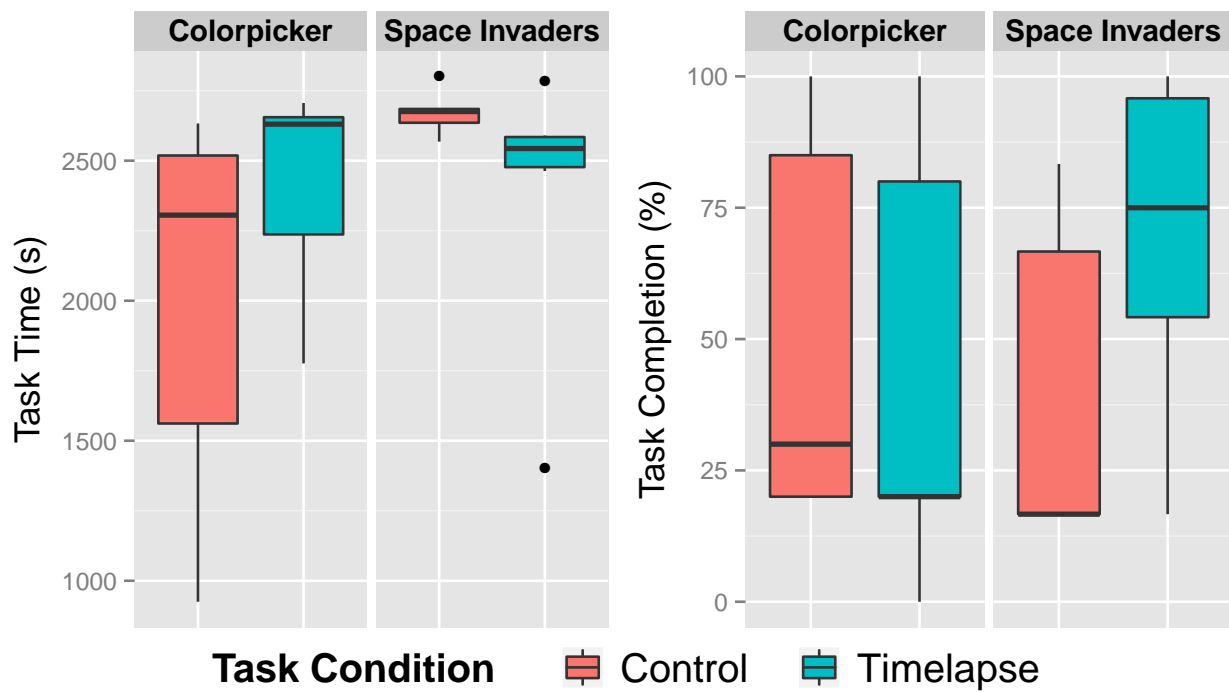 Colorpicker Space Invaders
Task Time (s)
2500
2000
1500
1000
Colorpicker Space Invaders
Task Completion (%)
100
75
50
25
0
Task Condition Control Timelapse